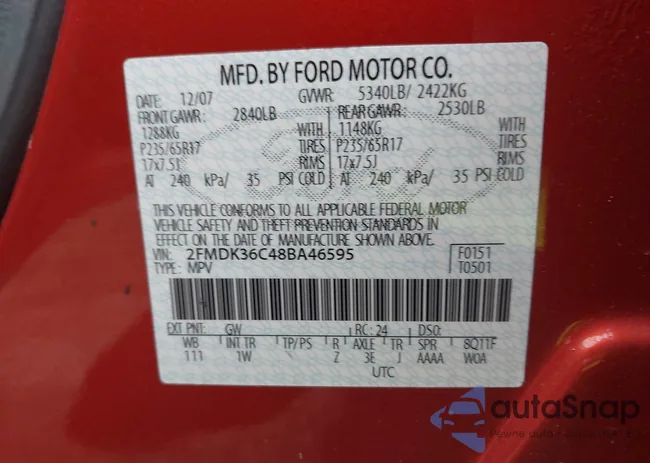 MFD. BY FORD MOTOR CO.
DATE: 12/07 GVWR: 5340LB/ 2422KG
FRONT GAWR: 2840LB REAR GAWR: 2530LB
1288KG WITH 1148KG WITH
P235/65R17 TIRES P235/65R17 TIRES
17x7.5J RIMS 17x7.5J RIMS
AT 240 kPa/ 35 PSI COLD AT 240 kPa/ 35 PSI COLD
THIS VEHICLE CONFORMS TO ALL APPLICABLE FEDERAL MOTOR
VEHICLE SAFETY AND THEFT PREVENTION STANDARDS IN
EFFECT ON THE DATE OF MANUFACTURE SHOWN ABOVE.
VIN: 2FMDK36C48BA46595 F0151
TYPE: MPV T0501
EXT PNT: GW RC: 24 DSO:
WB INT TR TP/PS R AXLE TR SPR 8Q11F
111 1W Z 3E J AAAA WOA
UTC
autoSnap